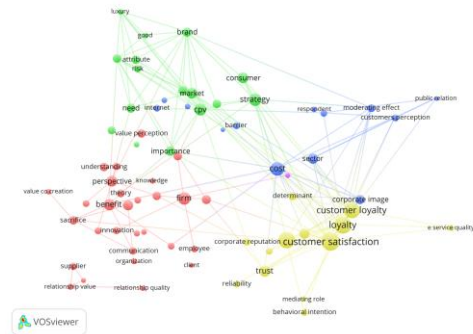 luxury
good
brand
attribute
risk
consumer
market
strategy
need
internet
cpv
respondent
moderating effect
public relation
customers perception
barrier
value perception
importance
understanding
perspective
knowledge
theory
cost
sector
value cocreation
benefit
firm
determinant
corporate image
customer loyalty
sacrifice
innovation
loyalty
e service quality
communication
employee
corporate reputation
customer satisfaction
organization
supplier
client
trust
relationship value
relationship quality
reliability
mediating role
behavioral intention
VOSviewer